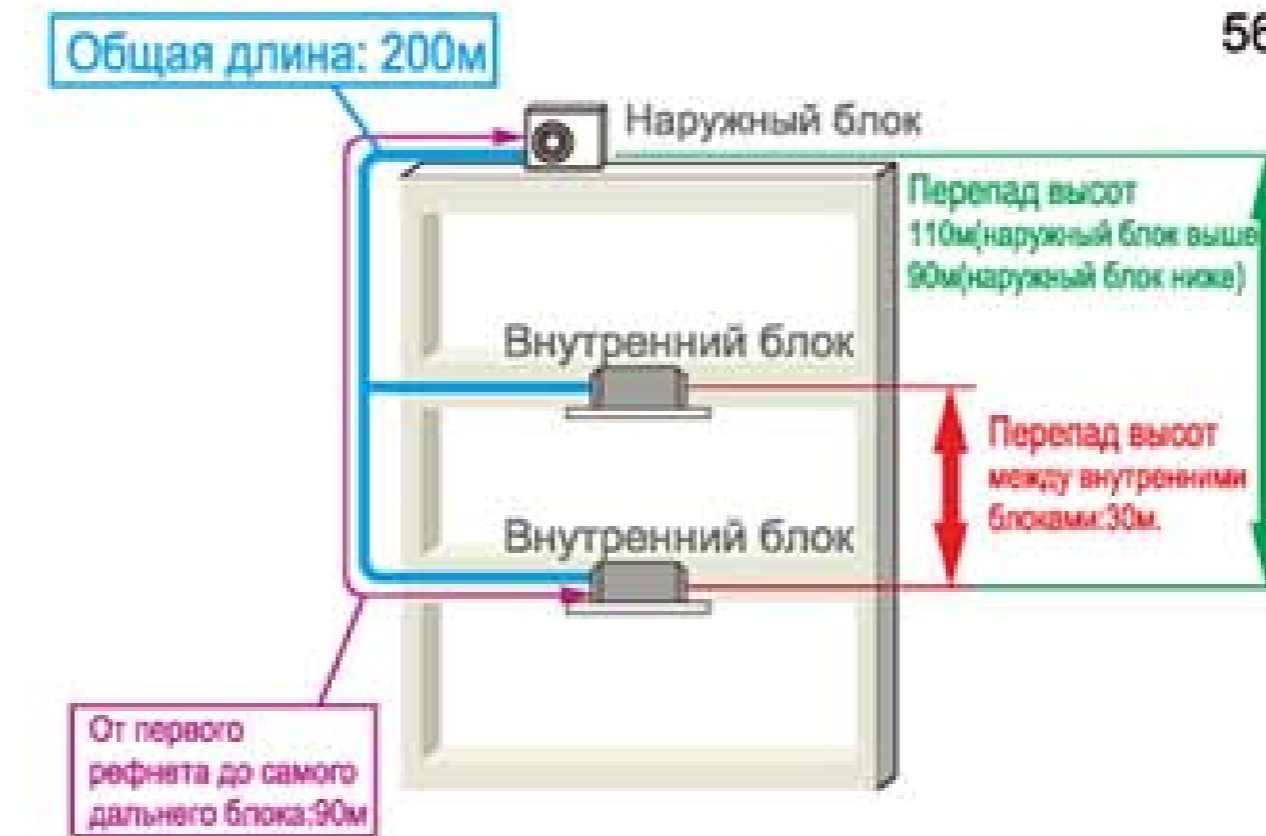 56
Общая длина: 200м
Наружный блок
Перепад высот
110м(наружный блок выше
90м(наружный блок ниже)
Внутренний блок
Перепад высот
между внутренними
блоками:30м.
Внутренний блок
От первого
рефнета до самого
дальнего блока:90м